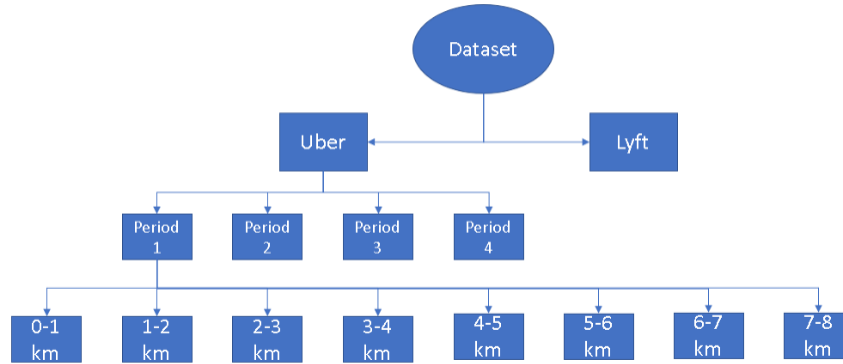 Dataset
Uber
Lyft
Period
1
Period
2
Period
3
Period
4
0-1
km
1-2
km
2-3
km
3-4
km
4-5
km
5-6
km
6-7
km
7-8
km